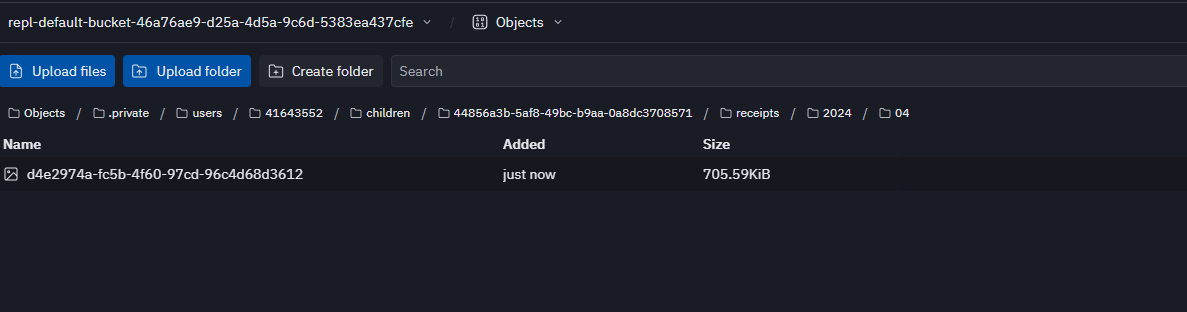 repl-default-bucket-46a76ae9-d25a-4d5a-9c6d-5383ea437cfe / Objects
Upload files Upload folder Create folder Search
Objects / .private / users / 41643552 / children / 44856a3b-5af8-49bc-b9aa-0a8dc3708571 / receipts / 2024 / 04
Name Added Size
d4e2974a-fc5b-4f60-97cd-96c4d68d3612 just now 705.59KiB